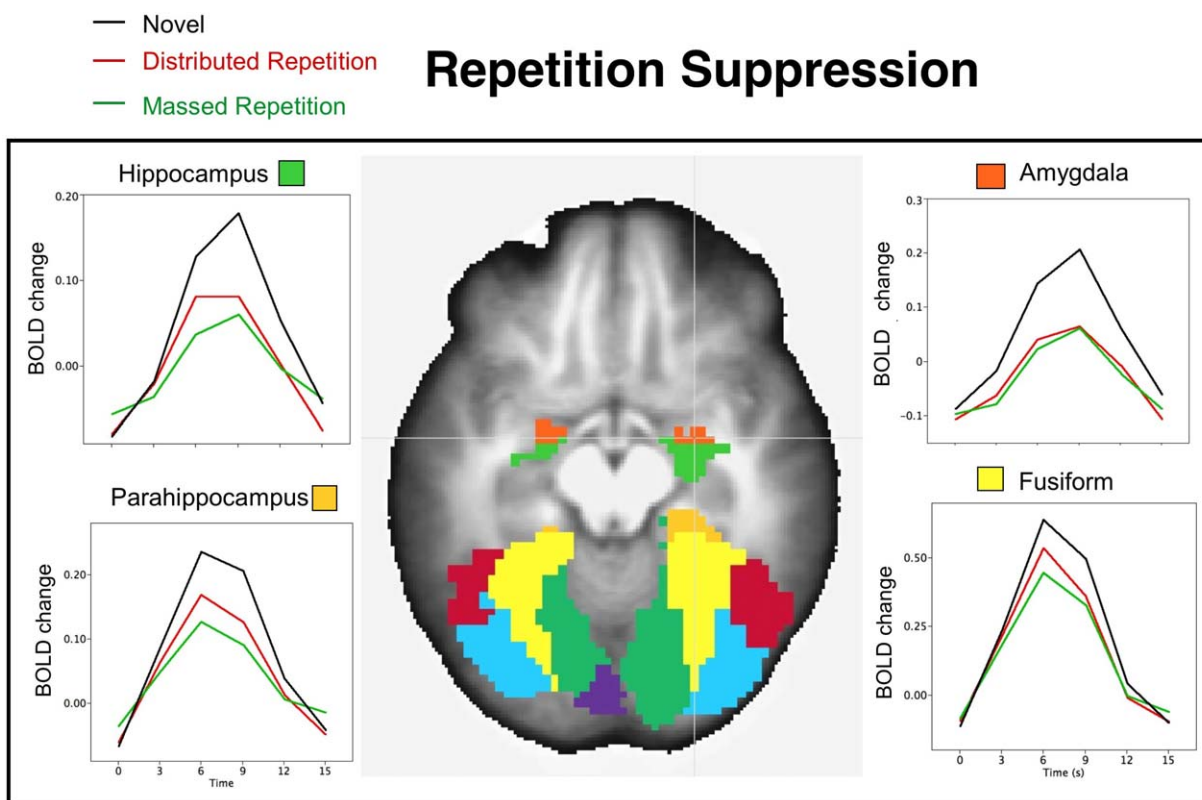 Novel
Distributed Repetition
Massed Repetition
Repetition Suppression
Hippocampus
0.20
0.10
0.00
BOLD change
Amygdala
0.3
0.2
0.1
0
−0.1
BOLD change
Parahippocampus
0.20
0.10
0.00
BOLD change
0 3 6 9 12 15
Time
Fusiform
0.50
0.25
0.00
BOLD change
0 3 6 9 12 15
Time (s)